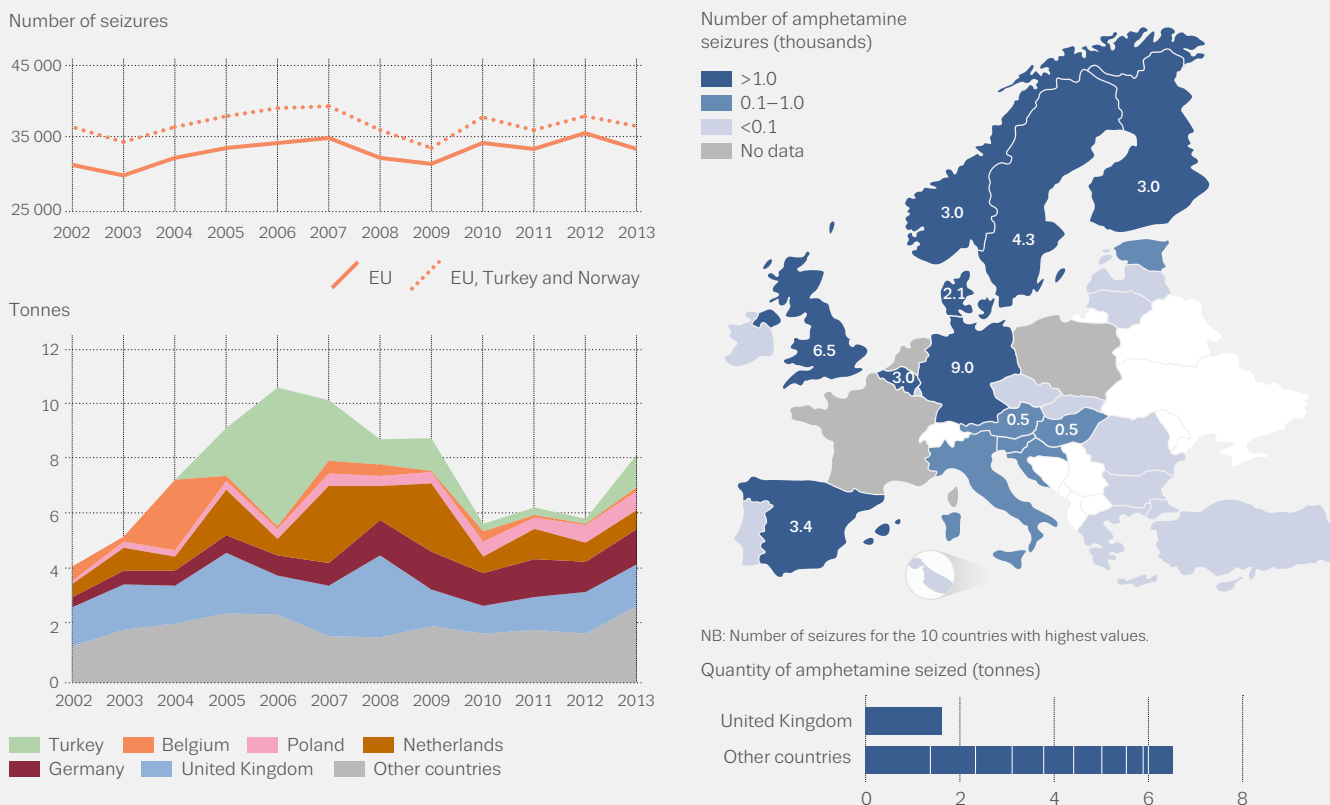 Number of seizures
45 000
35 000
25 000
2002 2003 2004 2005 2006 2007 2008 2009 2010 2011 2012 2013
EU EU, Turkey and Norway
Tonnes
12
10
8
6
4
2
0
2002 2003 2004 2005 2006 2007 2008 2009 2010 2011 2012 2013
Turkey Belgium Poland Netherlands
Germany United Kingdom Other countries
Number of amphetamine
seizures (thousands)
>1.0
0.1–1.0
<0.1
No data
3.0
3.0
4.3
2.1
6.5
9.0
3.0
0.5
0.5
3.4
NB: Number of seizures for the 10 countries with highest values.
Quantity of amphetamine seized (tonnes)
United Kingdom
Other countries
0 2 4 6 8